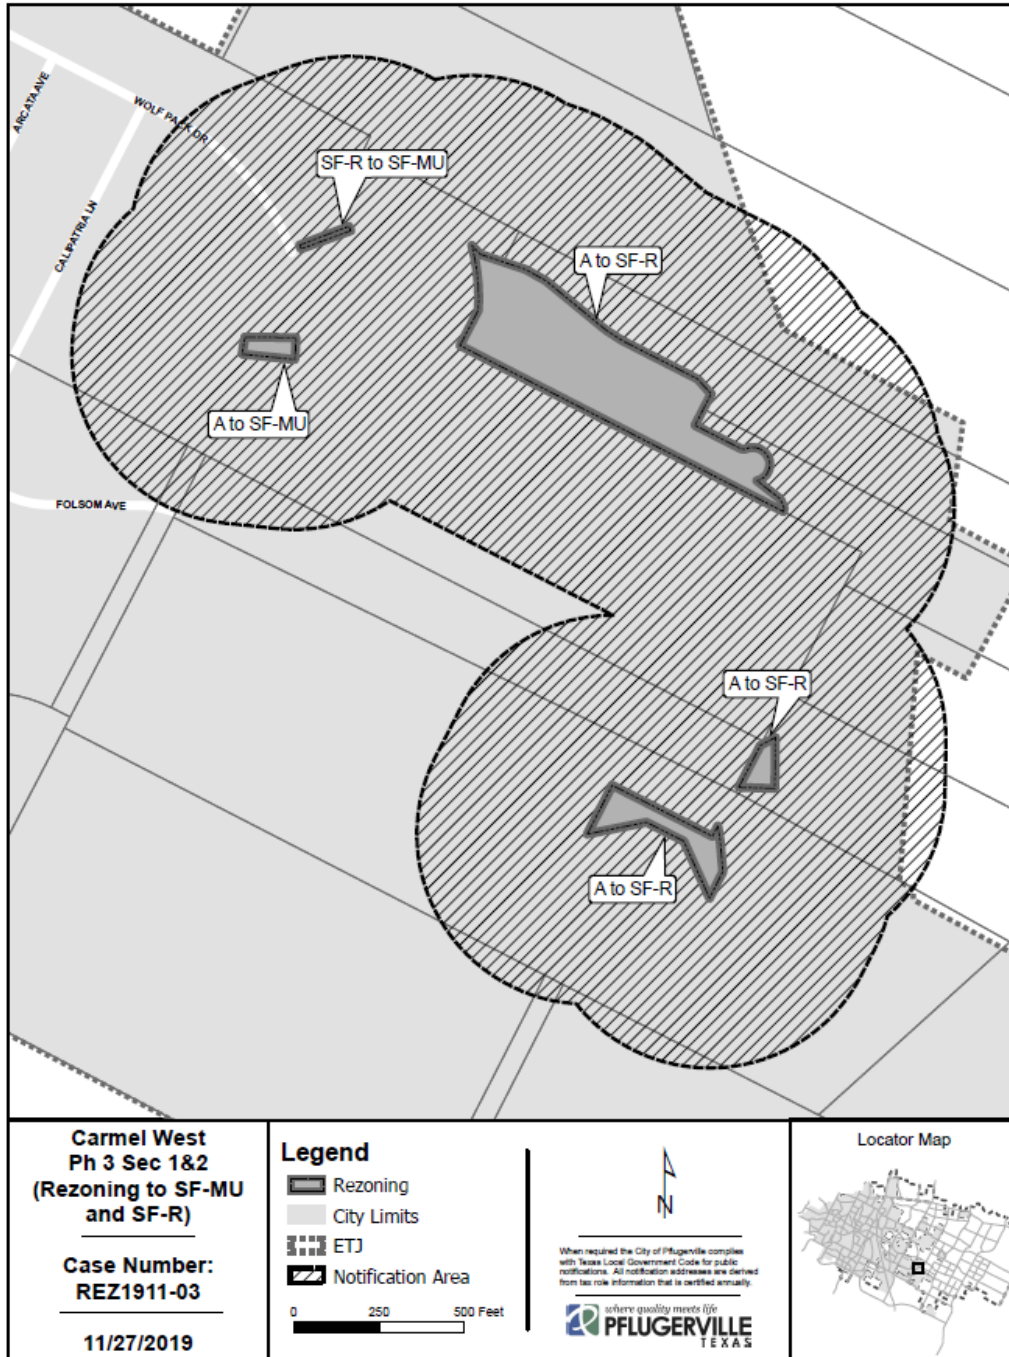 ARCATA AVE
WOLF PACK DR
CALIPATRIA LN
SF-R to SF-MU
A to SF-R
A to SF-MU
FOLSOM AVE
A to SF-R
A to SF-R
Carmel West
Ph 3 Sec 1&2
(Rezoning to SF-MU
and SF-R)
Case Number:
REZ1911-03
11/27/2019
Legend
Rezoning
City Limits
ETJ
Notification Area
0 250 500 Feet
N
When required the City of Pflugerville complies
with Texas Local Government Code for public
notifications. All notification addresses are derived
from tax role information that is certified annually.
where quality meets life
PFLUGERVILLE
TEXAS
Locator Map